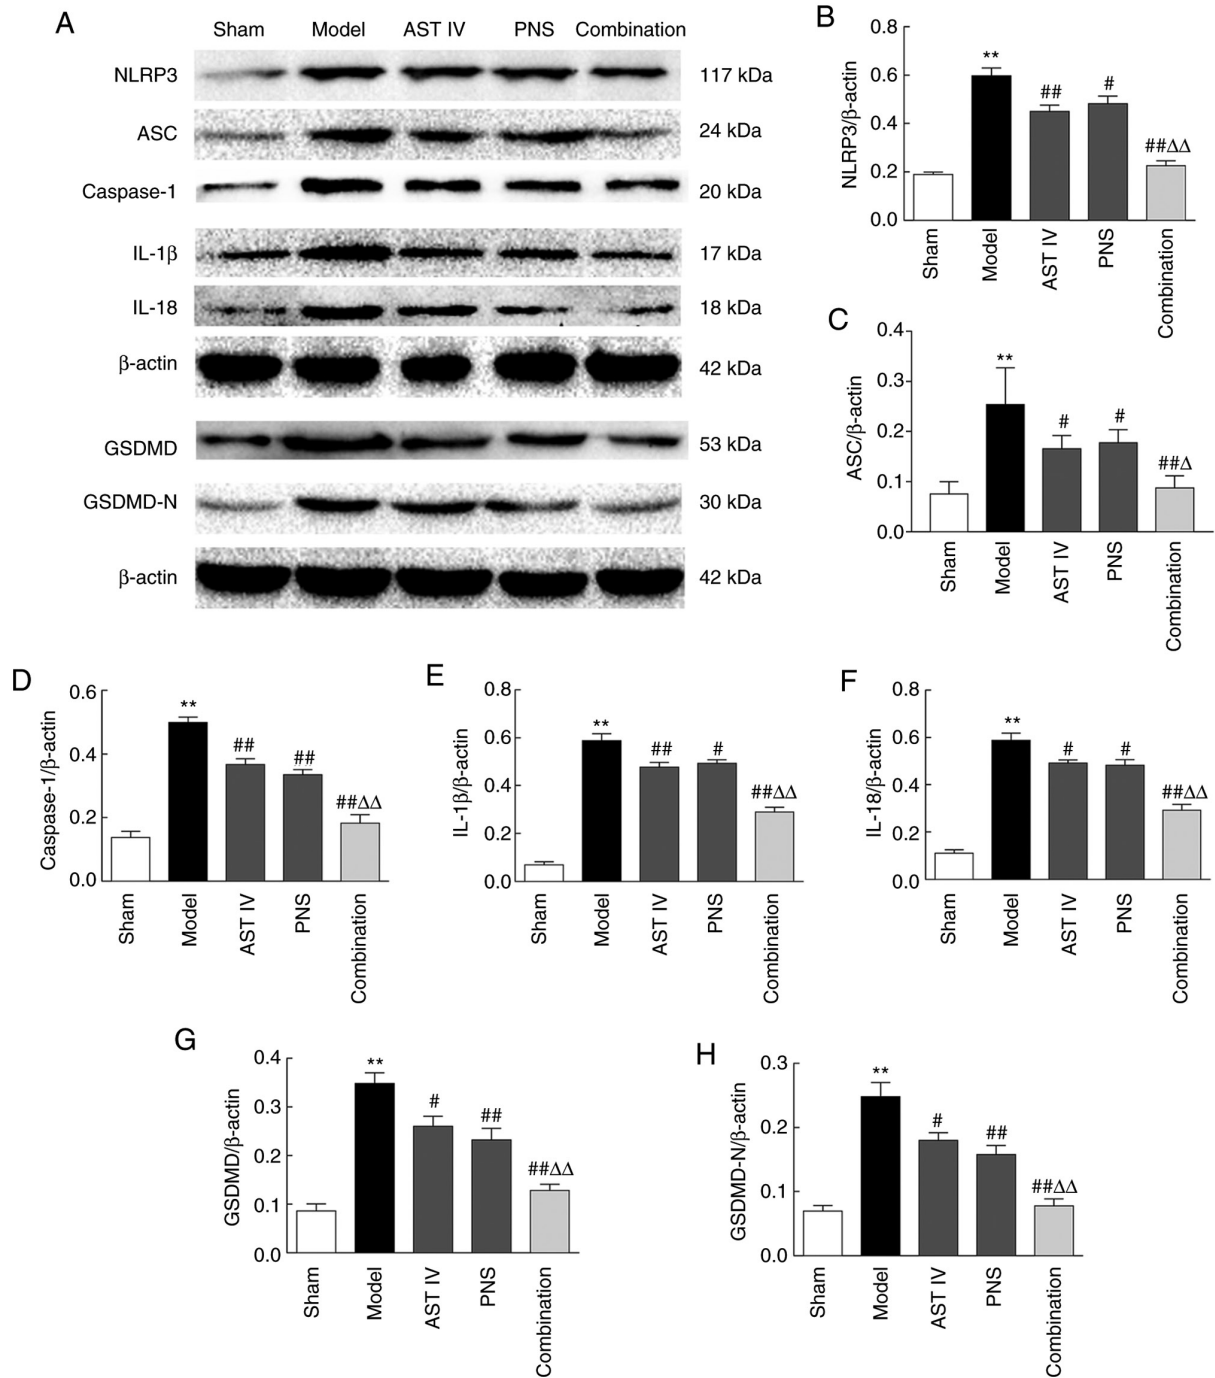 A
Sham Model AST IV PNS Combination
NLRP3 117 kDa
ASC 24 kDa
Caspase-1 20 kDa
IL-1β 17 kDa
IL-18 18 kDa
β-actin 42 kDa
GSDMD 53 kDa
GSDMD-N 30 kDa
β-actin 42 kDa
B
NLRP3/β-actin
0.8
0.6
0.4
0.2
0.0
**
##
#
##ΔΔ
Sham
Model
AST IV
PNS
Combination
C
ASC/β-actin
0.4
0.3
0.2
0.1
0.0
**
#
#
##Δ
Sham
Model
AST IV
PNS
Combination
D
Caspase-1/β-actin
0.6
0.4
0.2
0.0
**
##
##
##ΔΔ
Sham
Model
AST IV
PNS
Combination
E
IL-1β/β-actin
0.8
0.6
0.4
0.2
0.0
**
##
#
##ΔΔ
Sham
Model
AST IV
PNS
Combination
F
IL-18/β-actin
0.8
0.6
0.4
0.2
0.0
**
#
#
##ΔΔ
Sham
Model
AST IV
PNS
Combination
G
GSDMD/β-actin
0.4
0.3
0.2
0.1
0.0
**
#
##
##ΔΔ
Sham
Model
AST IV
PNS
Combination
H
GSDMD-N/β-actin
0.3
0.2
0.1
0.0
**
#
##
##ΔΔ
Sham
Model
AST IV
PNS
Combination